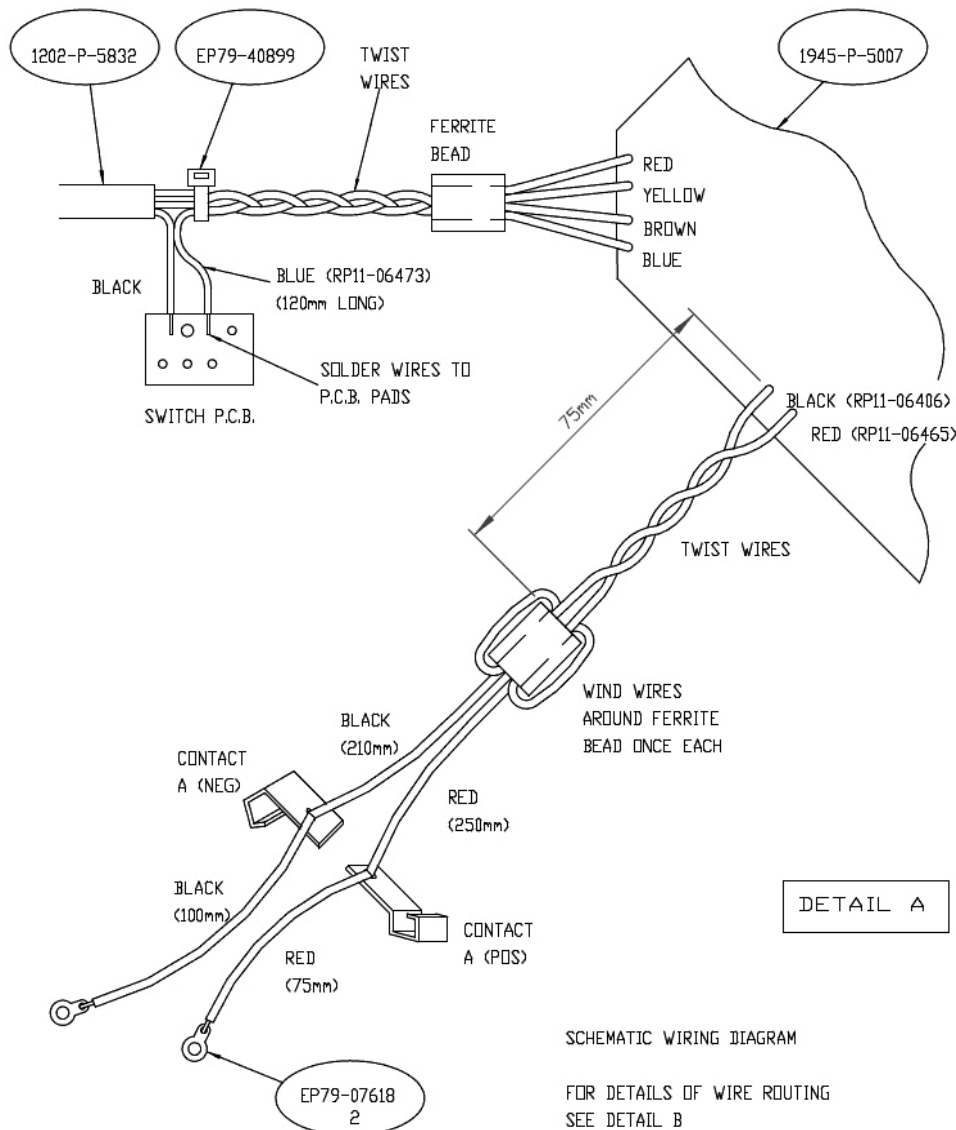 1202-P-5832
EP79-40899
TWIST
WIRES
1945-P-5007
FERRITE
BEAD
RED
YELLOW
BROWN
BLUE
BLACK
BLUE (RP11-06473)
(120mm LONG)
SOLDER WIRES TO
P.C.B. PADS
SWITCH P.C.B.
75mm
BLACK (RP11-06406)
RED (RP11-06465)
TWIST WIRES
WIND WIRES
AROUND FERRITE
BEAD ONCE EACH
BLACK
(210mm)
CONTACT
A (NEG)
RED
(250mm)
BLACK
(100mm)
CONTACT
A (POS)
RED
(75mm)
DETAIL A
EP79-07618
2
SCHEMATIC WIRING DIAGRAM
FOR DETAILS OF WIRE ROUTING
SEE DETAIL B